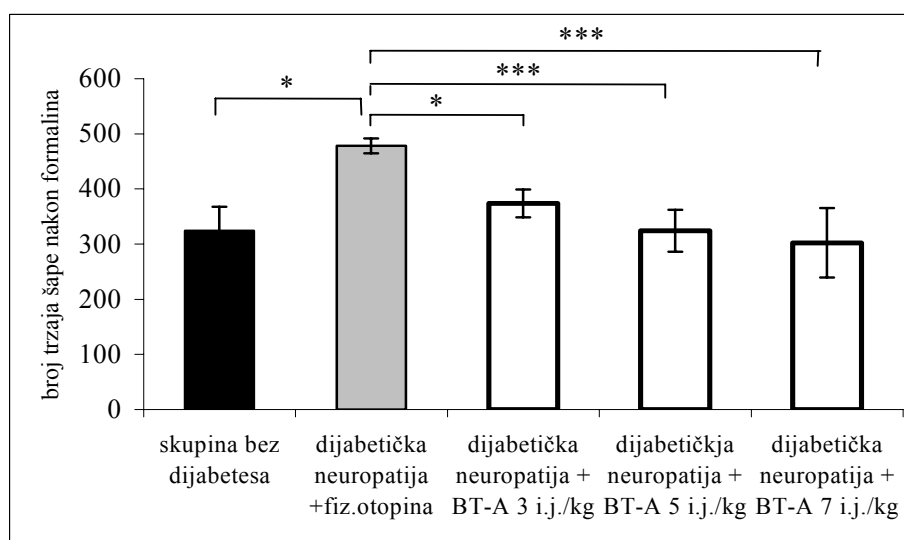 ***
***
*
*
600
500
400
300
200
100
0
broj trzaja šape nakon formalina
skupina bez
dijabetesa
dijabetička
neuropatija
+fiz.otopina
dijabetička
neuropatija +
BT-A 3 i.j./kg
dijabetičkja
neuropatija +
BT-A 5 i.j./kg
dijabetička
neuropatija +
BT-A 7 i.j./kg